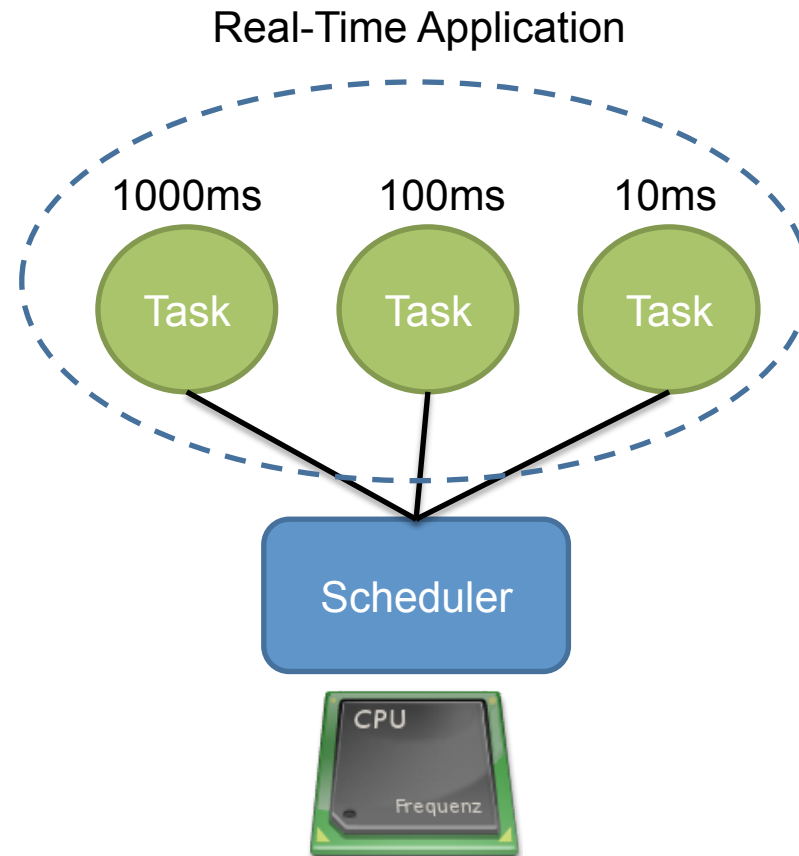 Real-Time Application
1000ms 100ms 10ms
Task Task Task
Scheduler
CPU
Frequenz